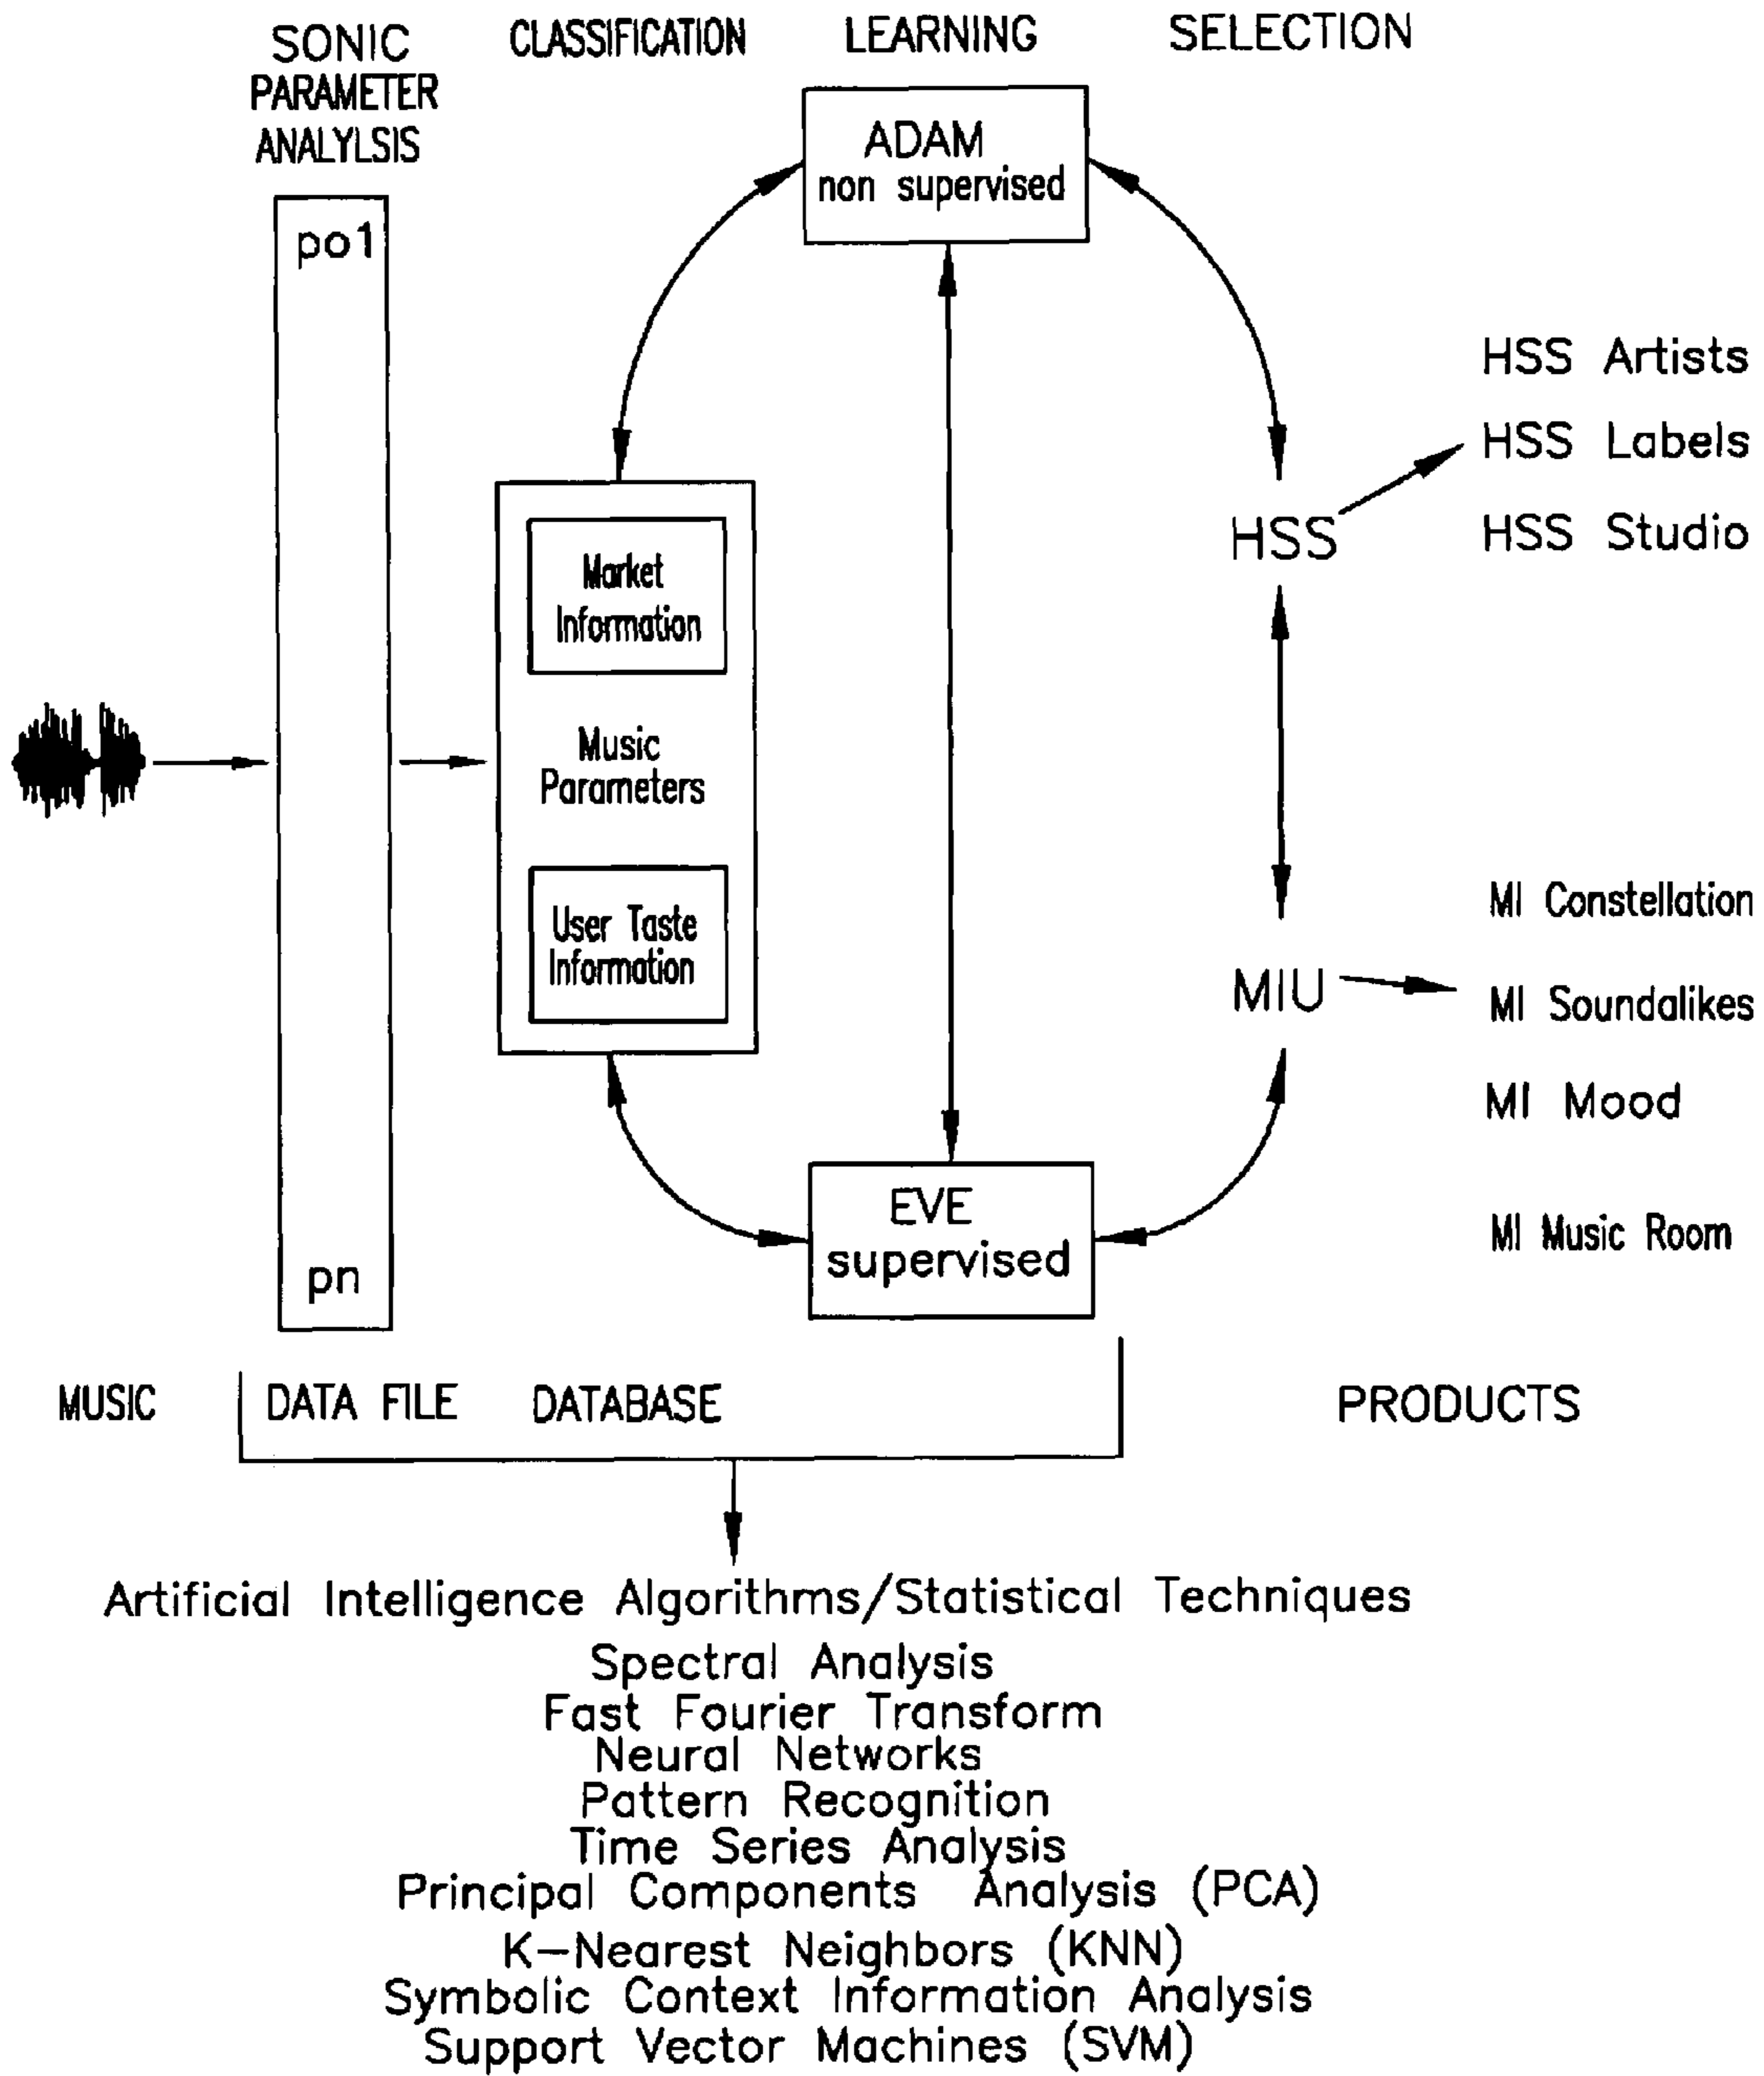 SONIC
PARAMETER
ANALYLSIS
CLASSIFICATION
LEARNING
SELECTION
po1
pn
ADAM
non supervised
Market
Information
Music
Parameters
User Taste
Information
EVE
supervised
HSS
HSS Artists
HSS Labels
HSS Studio
MIU
MI Constellation
MI Soundalikes
MI Mood
MI Music Room
MUSIC
DATA FILE
DATABASE
PRODUCTS
Artificial Intelligence Algorithms/Statistical Techniques
Spectral Analysis
Fast Fourier Transform
Neural Networks
Pattern Recognition
Time Series Analysis
Principal Components Analysis (PCA)
K-Nearest Neighbors (KNN)
Symbolic Context Information Analysis
Support Vector Machines (SVM)